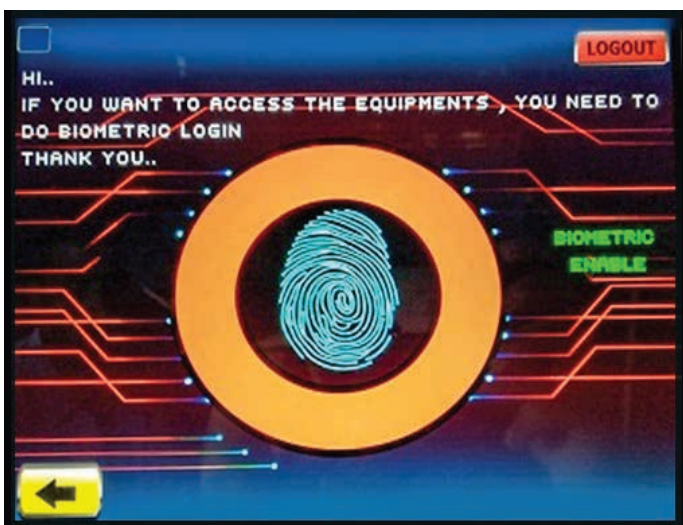 LOGOUT
HI..
IF YOU WANT TO ACCESS THE EQUIPMENTS , YOU NEED TO
DO BIOMETRIC LOGIN
THANK YOU..
BIOMETRIC
ENABLE